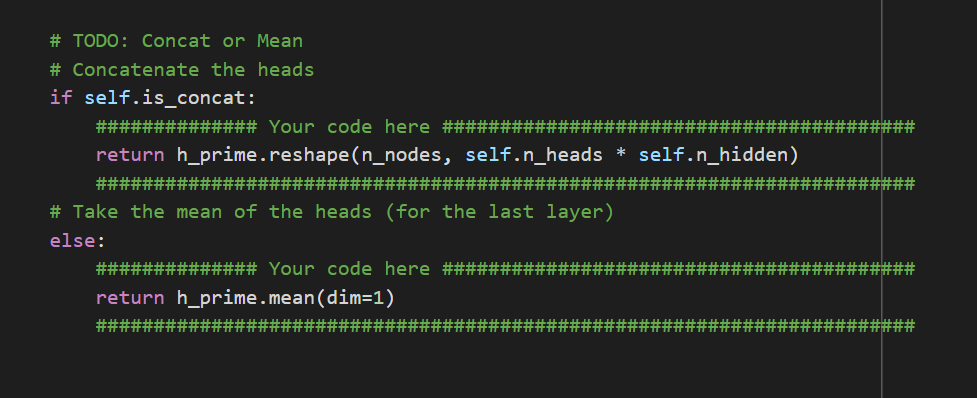 # TODO: Concat or Mean
# Concatenate the heads
if self.is_concat:
    ############## Your code here #########################################
    return h_prime.reshape(n_nodes, self.n_heads * self.n_hidden)
    #######################################################################
# Take the mean of the heads (for the last layer)
else:
    ############## Your code here #########################################
    return h_prime.mean(dim=1)
    #######################################################################